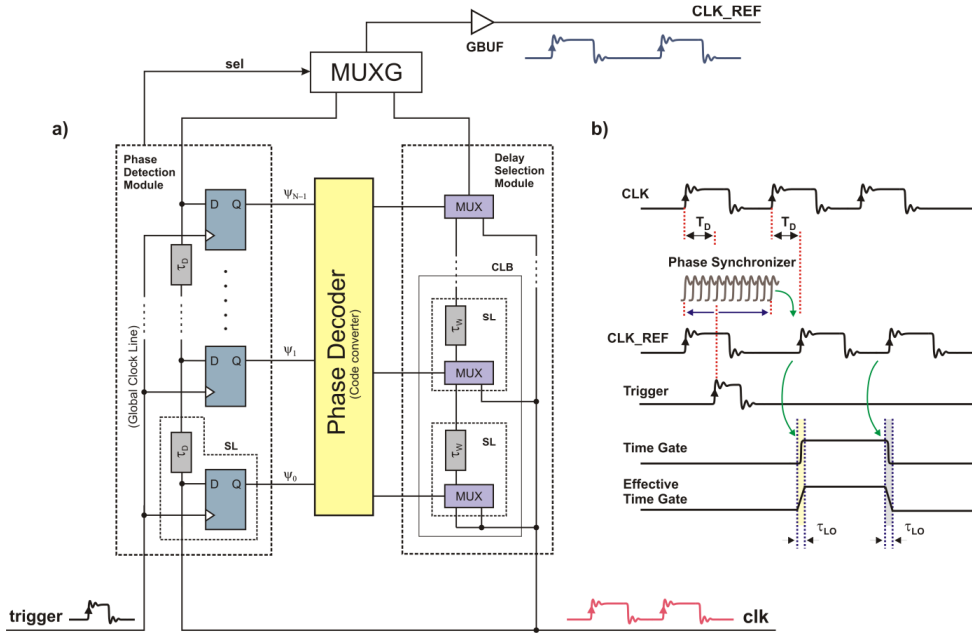 CLK_REF
GBUF
sel
MUXG
a)
Phase
Detection
Module
D Q
τD
(Global Clock Line)
D Q
τD
SL
D Q
ΨN−1
Ψ1
Ψ0
Phase Decoder
(Code converter)
Delay
Selection
Module
MUX
CLB
SL
τW
MUX
SL
τW
MUX
trigger
clk
b)
CLK
TD
TD
Phase Synchronizer
CLK_REF
Trigger
Time Gate
Effective
Time Gate
τLO
τLO